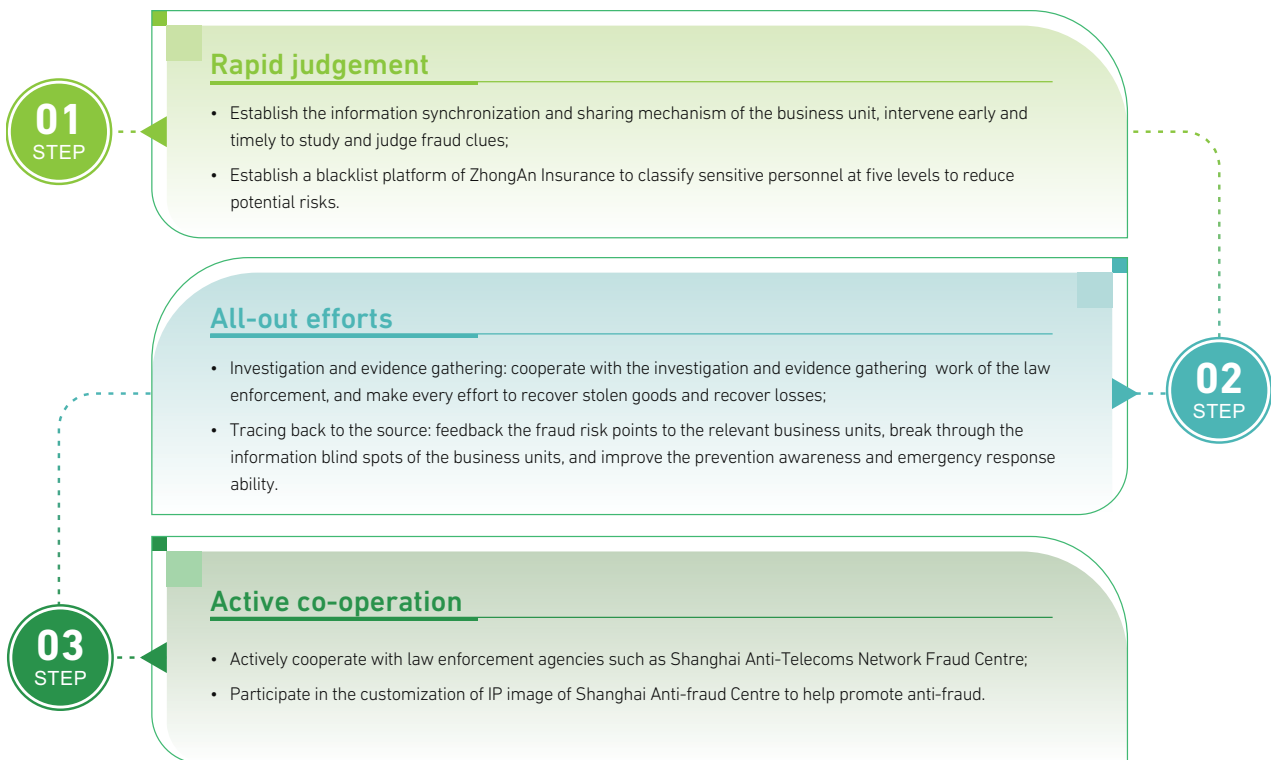 01
STEP
Rapid judgement
• Establish the information synchronization and sharing mechanism of the business unit, intervene early and
timely to study and judge fraud clues;
• Establish a blacklist platform of ZhongAn Insurance to classify sensitive personnel at five levels to reduce
potential risks.
02
STEP
All-out efforts
• Investigation and evidence gathering: cooperate with the investigation and evidence gathering work of the law
enforcement, and make every effort to recover stolen goods and recover losses;
• Tracing back to the source: feedback the fraud risk points to the relevant business units, break through the
information blind spots of the business units, and improve the prevention awareness and emergency response
ability.
03
STEP
Active co-operation
• Actively cooperate with law enforcement agencies such as Shanghai Anti-Telecoms Network Fraud Centre;
• Participate in the customization of IP image of Shanghai Anti-fraud Centre to help promote anti-fraud.